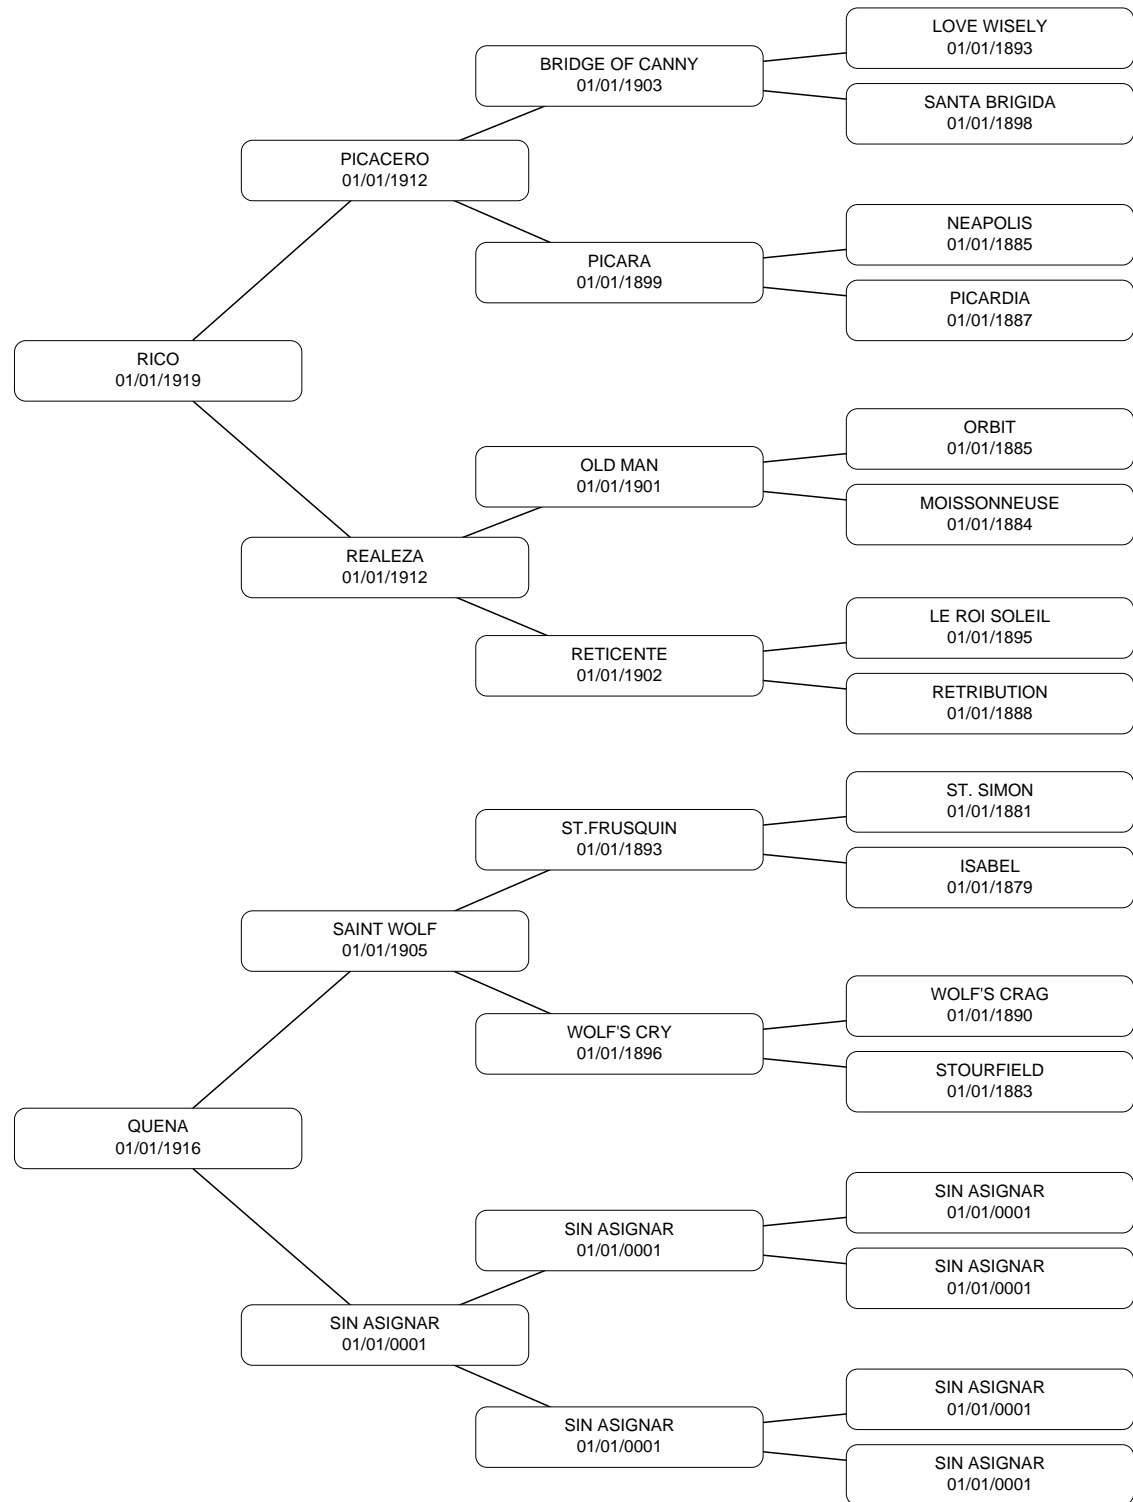 LOVE WISELY
01/01/1893
BRIDGE OF CANNY
01/01/1903
SANTA BRIGIDA
01/01/1898
PICACERO
01/01/1912
NEAPOLIS
01/01/1885
PICARA
01/01/1899
PICARDIA
01/01/1887
RICO
01/01/1919
ORBIT
01/01/1885
OLD MAN
01/01/1901
MOISSONNEUSE
01/01/1884
REALEZA
01/01/1912
LE ROI SOLEIL
01/01/1895
RETICENTE
01/01/1902
RETRIBUTION
01/01/1888
ST. SIMON
01/01/1881
ST.FRUSQUIN
01/01/1893
ISABEL
01/01/1879
SAINT WOLF
01/01/1905
WOLF'S CRAG
01/01/1890
WOLF'S CRY
01/01/1896
STOURFIELD
01/01/1883
QUENA
01/01/1916
SIN ASIGNAR
01/01/0001
SIN ASIGNAR
01/01/0001
SIN ASIGNAR
01/01/0001
SIN ASIGNAR
01/01/0001
SIN ASIGNAR
01/01/0001
SIN ASIGNAR
01/01/0001
SIN ASIGNAR
01/01/0001